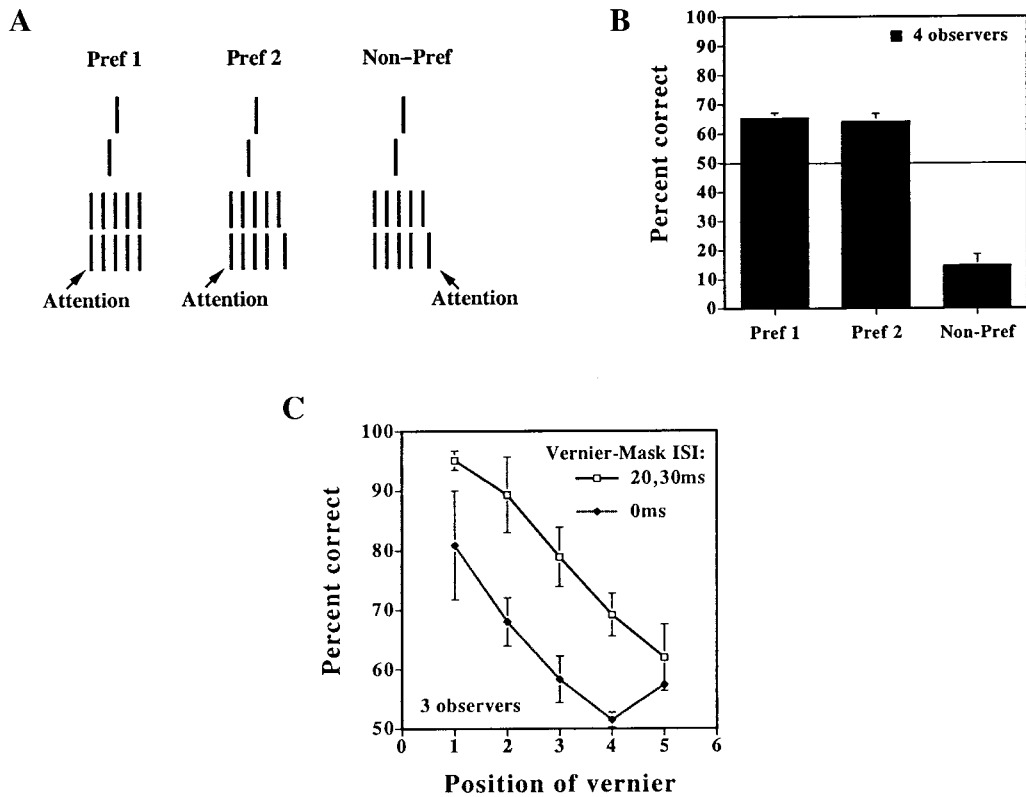 A
Pref 1 Pref 2 Non-Pref
Attention Attention Attention
B
Percent correct
100
90
80
70
60
50
40
30
20
10
0
4 observers
Pref 1 Pref 2 Non-Pref
C
Percent correct
100
90
80
70
60
50
Vernier-Mask ISI:
20,30ms
0ms
3 observers
0 1 2 3 4 5 6
Position of vernier